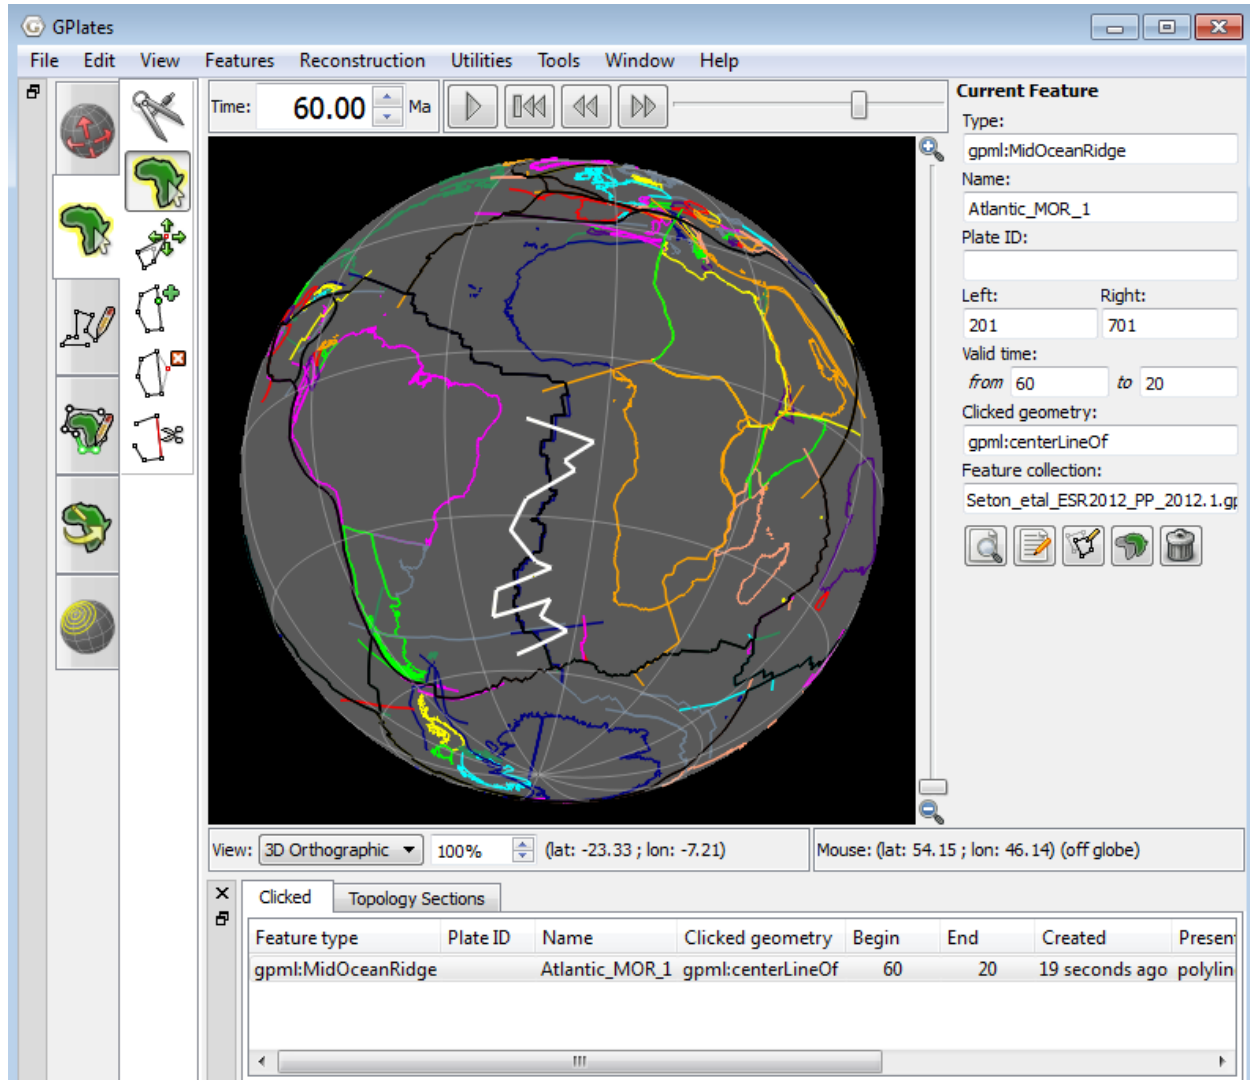 GPlates
File Edit View Features Reconstruction Utilities Tools Window Help
Time: 60.00 Ma
Current Feature
Type:
gpml:MidOceanRidge
Name:
Atlantic_MOR_1
Plate ID:
Left: Right:
201 701
Valid time:
from 60 to 20
Clicked geometry:
gpml:centerLineOf
Feature collection:
Seton_etal_ESR2012_PP_2012.1.gp
View: 3D Orthographic 100% (lat: -23.33 ; lon: -7.21) Mouse: (lat: 54.15 ; lon: 46.14) (off globe)
Clicked Topology Sections
Feature type Plate ID Name Clicked geometry Begin End Created Presen
gpml:MidOceanRidge Atlantic_MOR_1 gpml:centerLineOf 60 20 19 seconds ago polylin